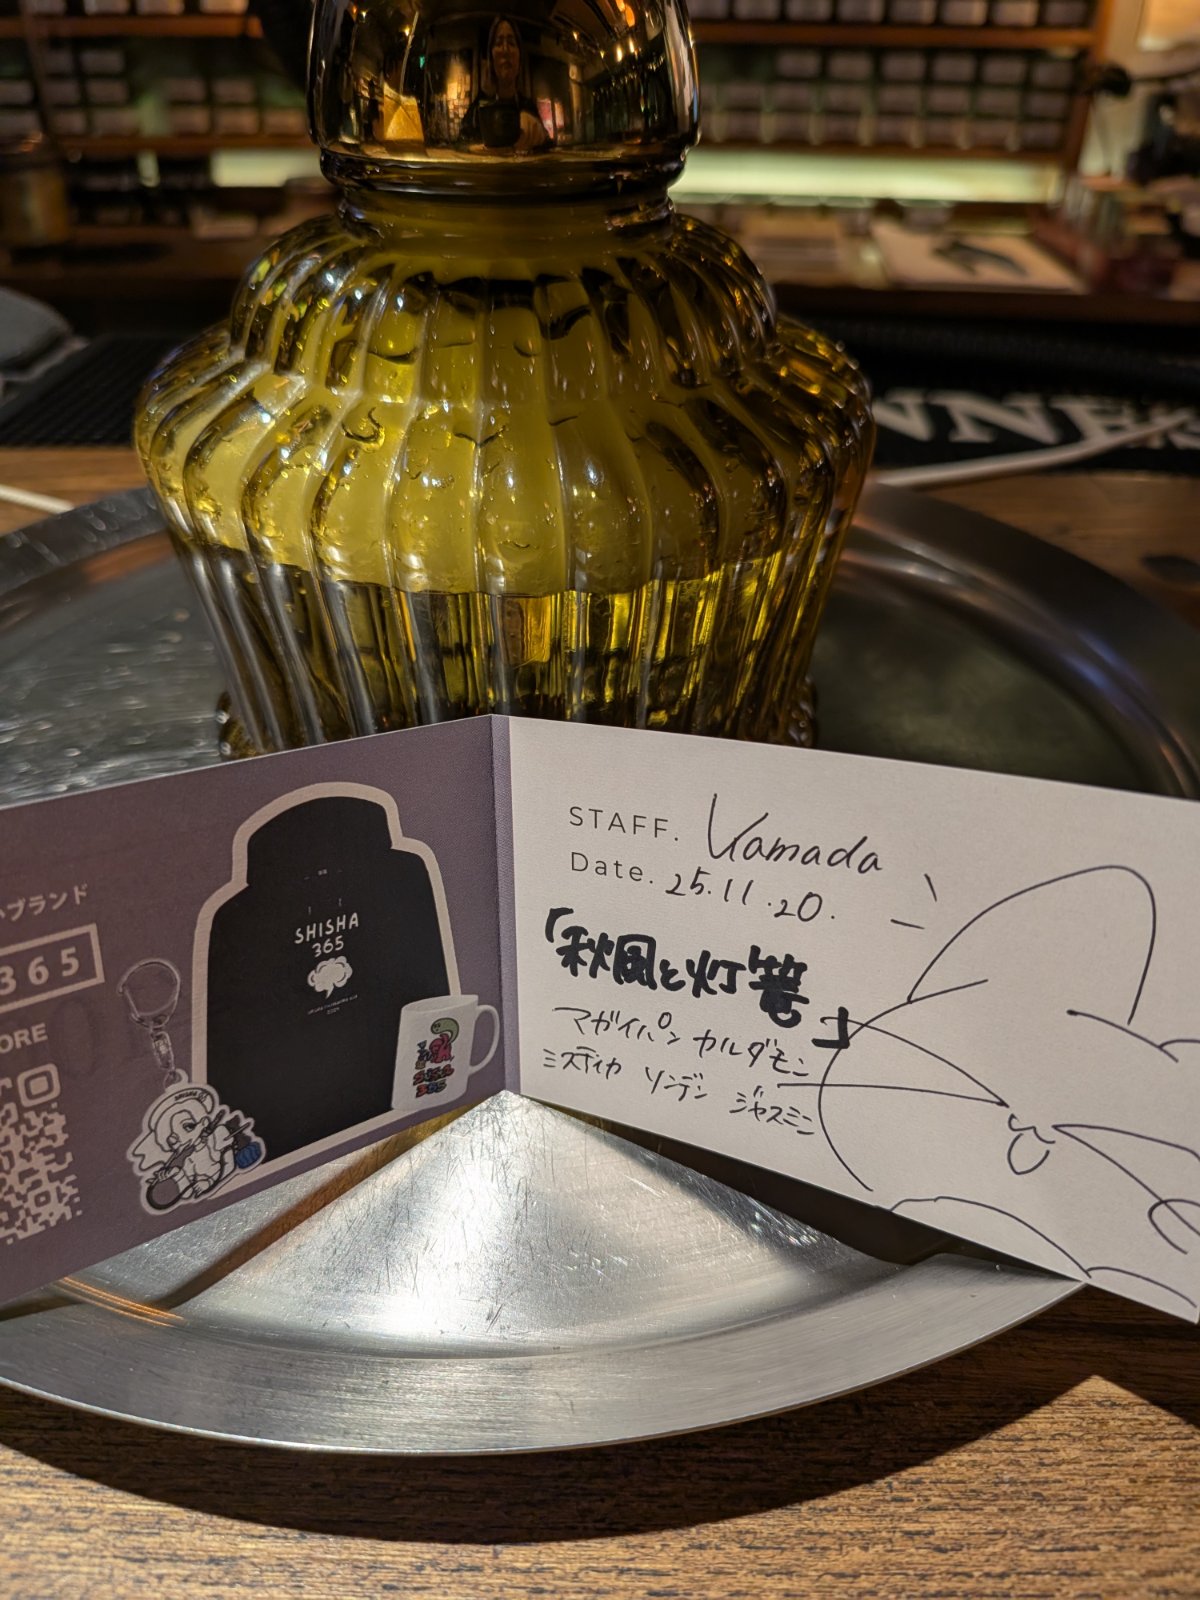 ブランド
365
ORE
SHISHA
365
STAFF. Yamada
Date. 25.11.20.
「秋風と灯篭」
マガイパン カルダモン
ミスティカ リンデン ジャスミン